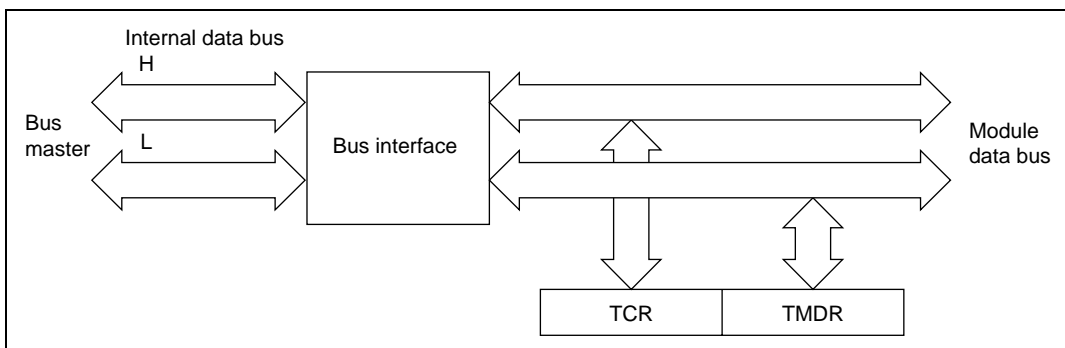 Internal data bus
H
Bus
master
L
Bus interface
Module
data bus
TCR
TMDR